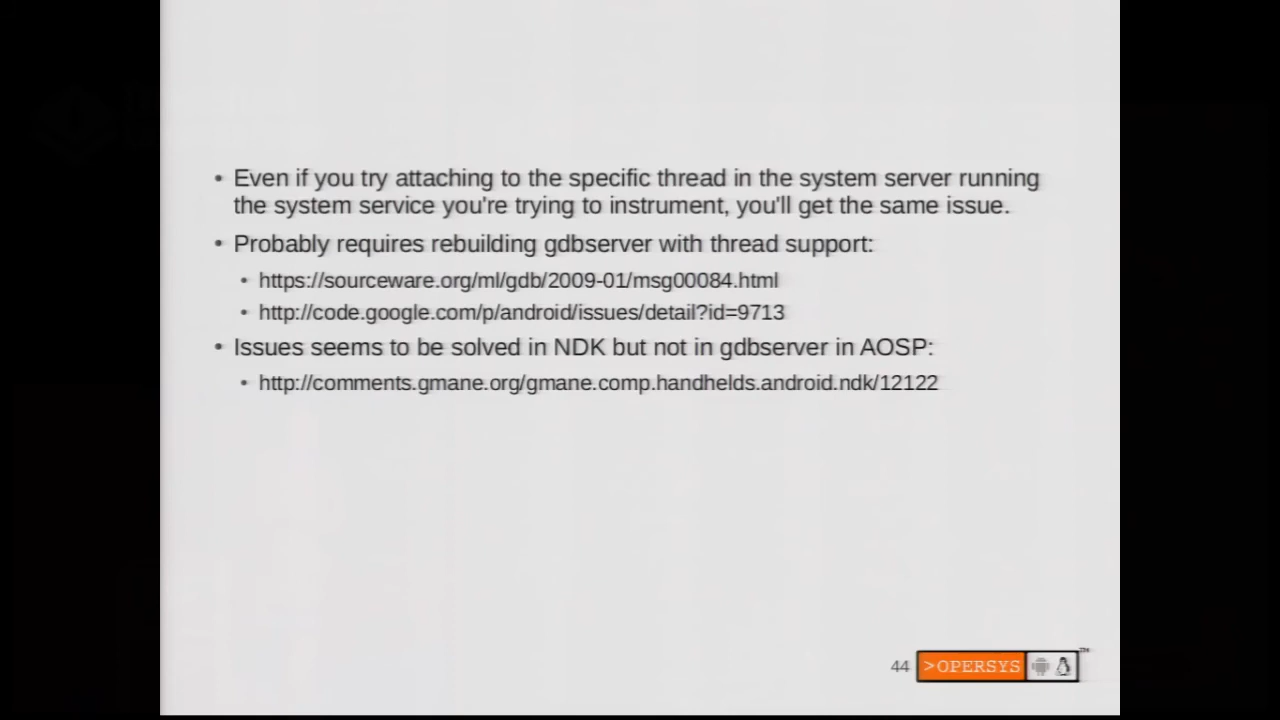 • Even if you try attaching to the specific thread in the system server running
the system service you're trying to instrument, you'll get the same issue.
• Probably requires rebuilding gdbserver with thread support:
• https://sourceware.org/ml/gdb/2009-01/msg00084.html
• http://code.google.com/p/android/issues/detail?id=9713
• Issues seems to be solved in NDK but not in gdbserver in AOSP:
• http://comments.gmane.org/gmane.comp.handhelds.android.ndk/12122
44 >OPERSYS ™